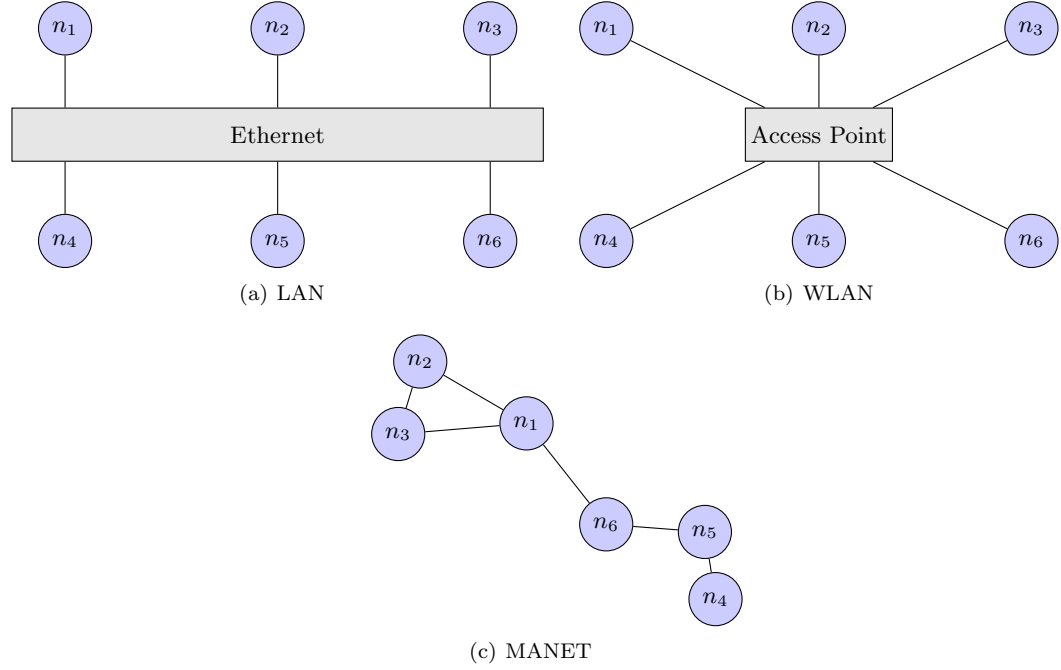 n₁ n₂ n₃
Ethernet
n₄ n₅ n₆
(a) LAN
n₁ n₂ n₃
Access Point
n₄ n₅ n₆
(b) WLAN
n₂
n₁
n₃
n₆
n₅
n₄
(c) MANET